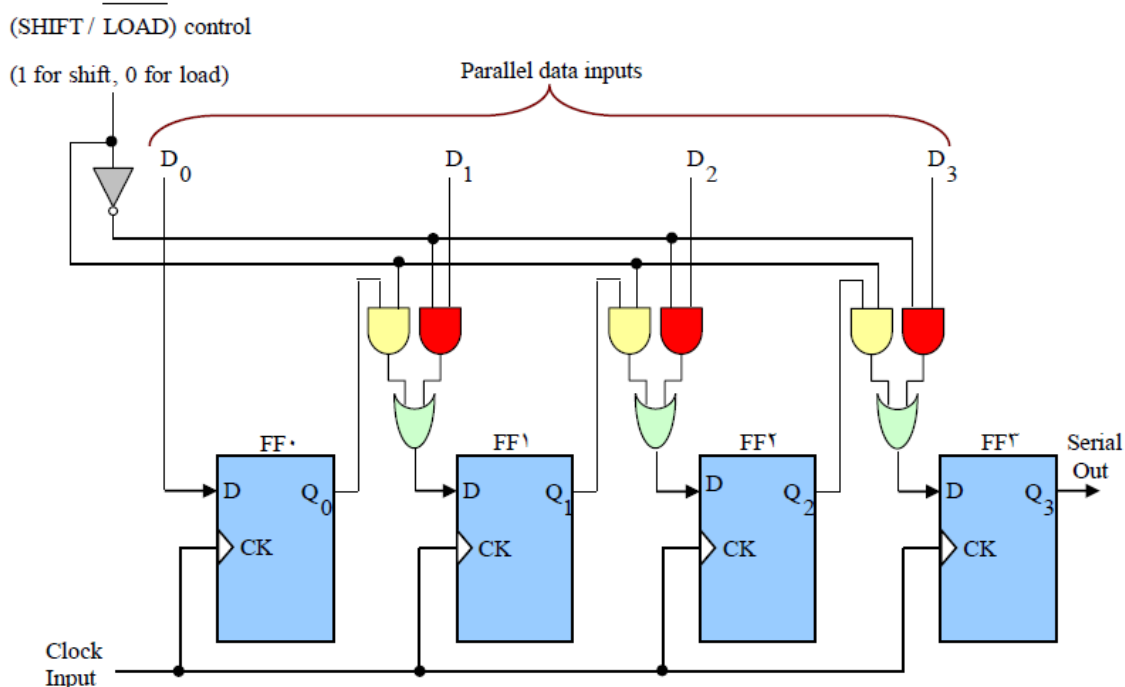 (SHIFT / LOAD) control
(1 for shift, 0 for load)
Parallel data inputs
D0 D1 D2 D3
FF٠ FF١ FF٢ FF٣
Serial
Out
D Q0 D Q1 D Q2 D Q3
CK CK CK CK
Clock
Input